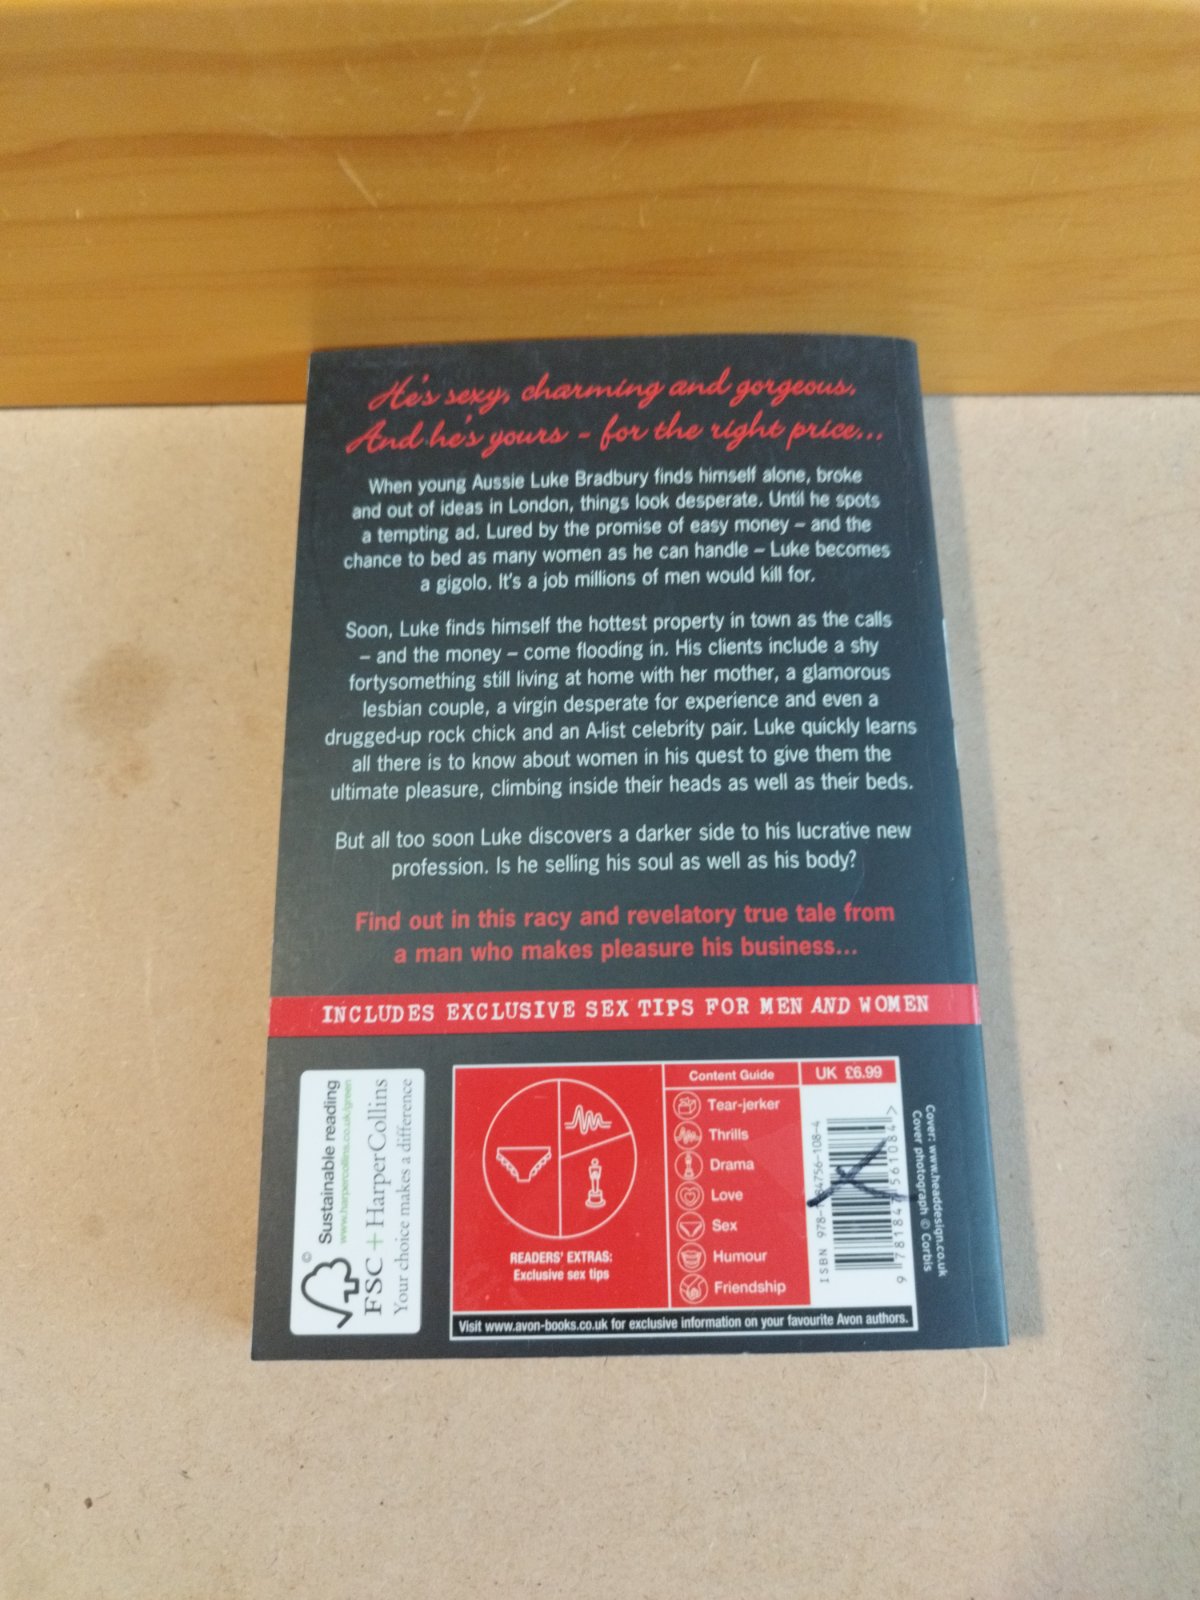 He's sexy, charming and gorgeous.
And he's yours – for the right price...
When young Aussie Luke Bradbury finds himself alone, broke
and out of ideas in London, things look desperate. Until he spots
a tempting ad. Lured by the promise of easy money – and the
chance to bed as many women as he can handle – Luke becomes
a gigolo. It's a job millions of men would kill for.
Soon, Luke finds himself the hottest property in town as the calls
– and the money – come flooding in. His clients include a shy
fortysomething still living at home with her mother, a glamorous
lesbian couple, a virgin desperate for experience and even a
drugged-up rock chick and an A-list celebrity pair. Luke quickly learns
all there is to know about women in his quest to give them the
ultimate pleasure, climbing inside their heads as well as their beds.
But all too soon Luke discovers a darker side to his lucrative new
profession. Is he selling his soul as well as his body?
Find out in this racy and revelatory true tale from
a man who makes pleasure his business...
INCLUDES EXCLUSIVE SEX TIPS FOR MEN AND WOMEN
©
Sustainable reading
www.harpercollins.co.uk/green
FSC + HarperCollins
Your choice makes a difference
READERS' EXTRAS:
Exclusive sex tips
Content Guide
Tear-jerker
Thrills
Drama
Love
Sex
Humour
Friendship
UK £6.99
Visit www.avon-books.co.uk for exclusive information on your favourite Avon authors.
Cover: www.headdesign.co.uk
Cover photograph © Corbis